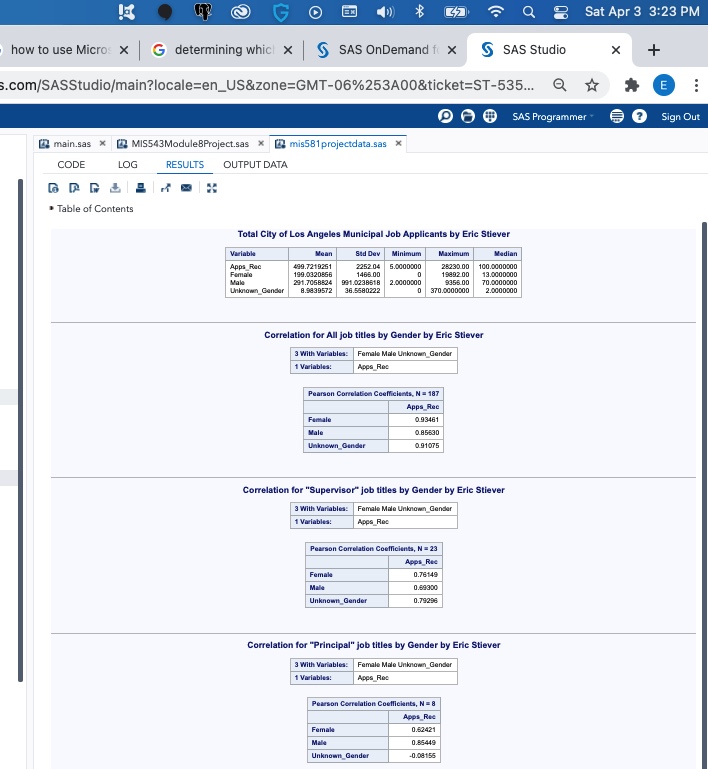 Sat Apr 3 3:23 PM
how to use Micros
determining whic
SAS OnDemand f
SAS Studio
s.com/SASStudio/main?locale=en_US&zone=GMT-06%253A00&ticket=ST-535...
E
SAS Programmer
Sign Out
main.sas
MIS543Module8Project.sas
mis581projectdata.sas
CODE LOG RESULTS OUTPUT DATA
Table of Contents
Total City of Los Angeles Municipal Job Applicants by Eric Stiever
Variable Mean Std Dev Minimum Maximum Median
Apps_Rec 499.7219251 2252.04 5.0000000 28230.00 100.0000000
Female 199.0320856 1466.00 0 19892.00 13.0000000
Male 291.7058824 991.0238618 2.0000000 9356.00 70.0000000
Unknown_Gender 8.9839572 36.5580222 0 370.0000000 2.0000000
Correlation for All job titles by Gender by Eric Stiever
3 With Variables: Female Male Unknown_Gender
1 Variables: Apps_Rec
Pearson Correlation Coefficients, N = 187
Apps_Rec
Female 0.93461
Male 0.85630
Unknown_Gender 0.91075
Correlation for "Supervisor" job titles by Gender by Eric Stiever
3 With Variables: Female Male Unknown_Gender
1 Variables: Apps_Rec
Pearson Correlation Coefficients, N = 23
Apps_Rec
Female 0.76149
Male 0.69300
Unknown_Gender 0.79296
Correlation for "Principal" job titles by Gender by Eric Stiever
3 With Variables: Female Male Unknown_Gender
1 Variables: Apps_Rec
Pearson Correlation Coefficients, N = 8
Apps_Rec
Female 0.62421
Male 0.85449
Unknown_Gender -0.08155